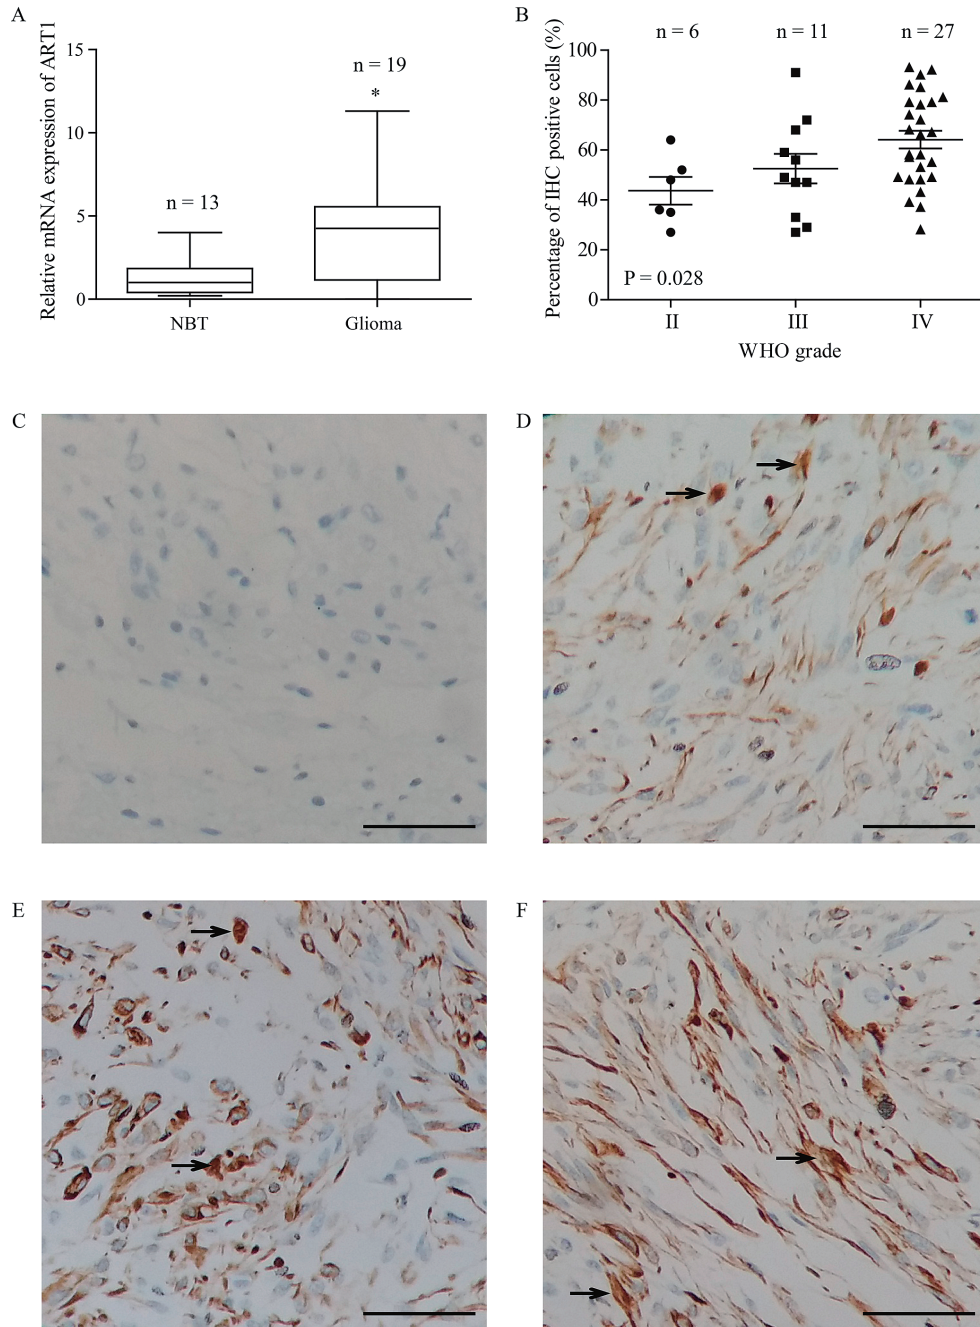 A
Relative mRNA expression of ART1
15
10
5
0
n = 13
n = 19
*
NBT
Glioma
B
Percentage of IHC positive cells (%)
100
80
60
40
20
0
n = 6
n = 11
n = 27
P = 0.028
II
III
IV
WHO grade
C
D
E
F